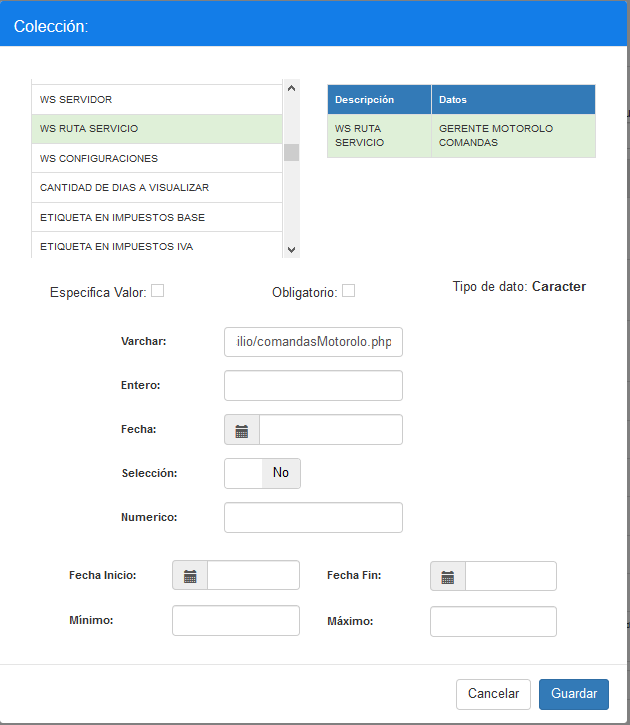 Colección:
WS SERVIDOR
WS RUTA SERVICIO
WS CONFIGURACIONES
CANTIDAD DE DIAS A VISUALIZAR
ETIQUETA EN IMPUESTOS BASE
ETIQUETA EN IMPUESTOS IVA
Descripción Datos
WS RUTA GERENTE MOTOROLO
SERVICIO COMANDAS
Especifica Valor: Obligatorio: Tipo de dato: Caracter
Varchar: ilio/comandasMotorolo.php
Entero:
Fecha:
Selección: No
Numerico:
Fecha Inicio: Fecha Fin:
Mínimo: Máximo:
Cancelar Guardar